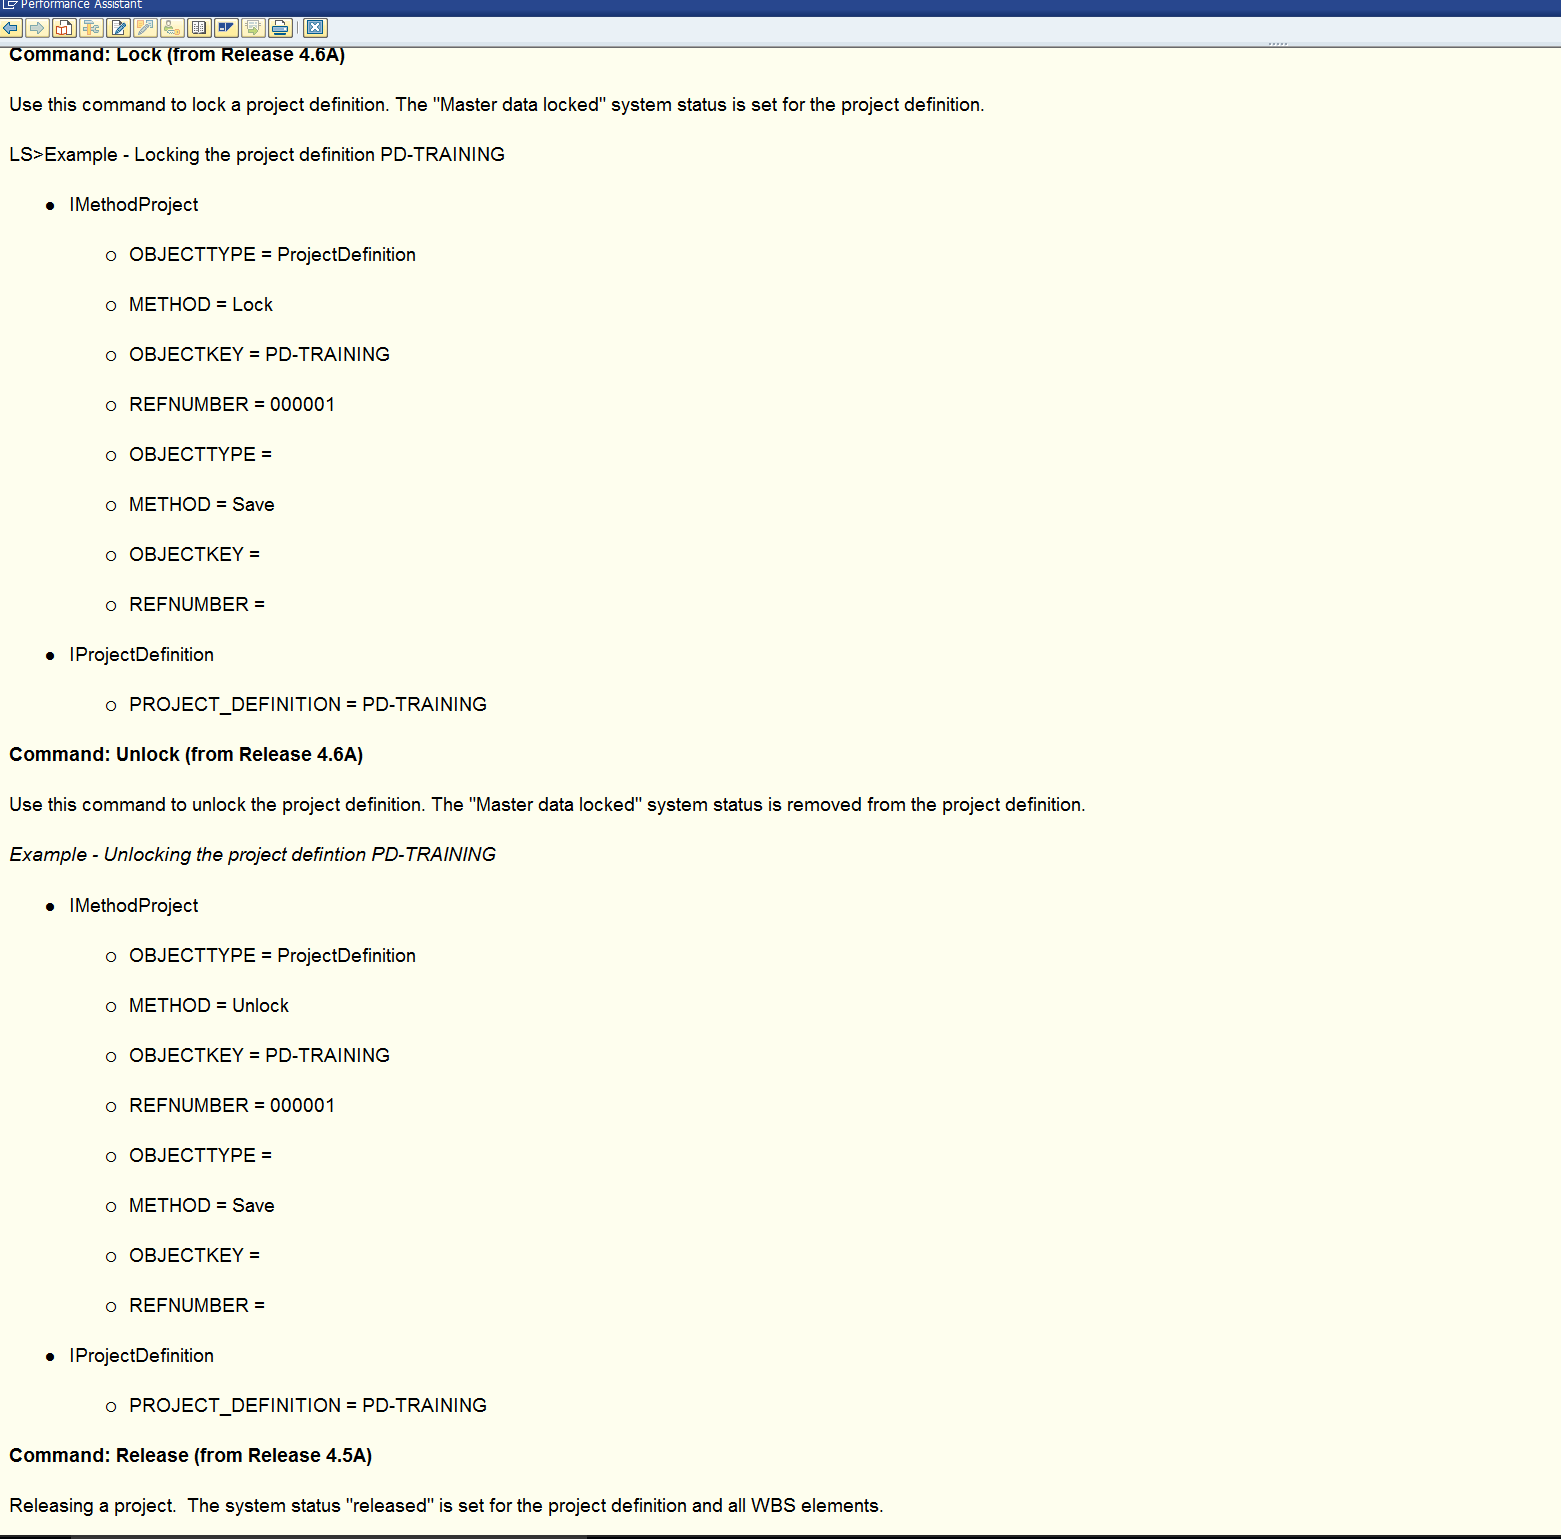 Performance Assistant
Command: Lock (from Release 4.6A)
Use this command to lock a project definition. The "Master data locked" system status is set for the project definition.
LS>Example - Locking the project definition PD-TRAINING
IMethodProject
OBJECTTYPE = ProjectDefinition
METHOD = Lock
OBJECTKEY = PD-TRAINING
REFNUMBER = 000001
OBJECTTYPE =
METHOD = Save
OBJECTKEY =
REFNUMBER =
IProjectDefinition
PROJECT_DEFINITION = PD-TRAINING
Command: Unlock (from Release 4.6A)
Use this command to unlock the project definition. The "Master data locked" system status is removed from the project definition.
Example - Unlocking the project defintion PD-TRAINING
IMethodProject
OBJECTTYPE = ProjectDefinition
METHOD = Unlock
OBJECTKEY = PD-TRAINING
REFNUMBER = 000001
OBJECTTYPE =
METHOD = Save
OBJECTKEY =
REFNUMBER =
IProjectDefinition
PROJECT_DEFINITION = PD-TRAINING
Command: Release (from Release 4.5A)
Releasing a project.  The system status "released" is set for the project definition and all WBS elements.